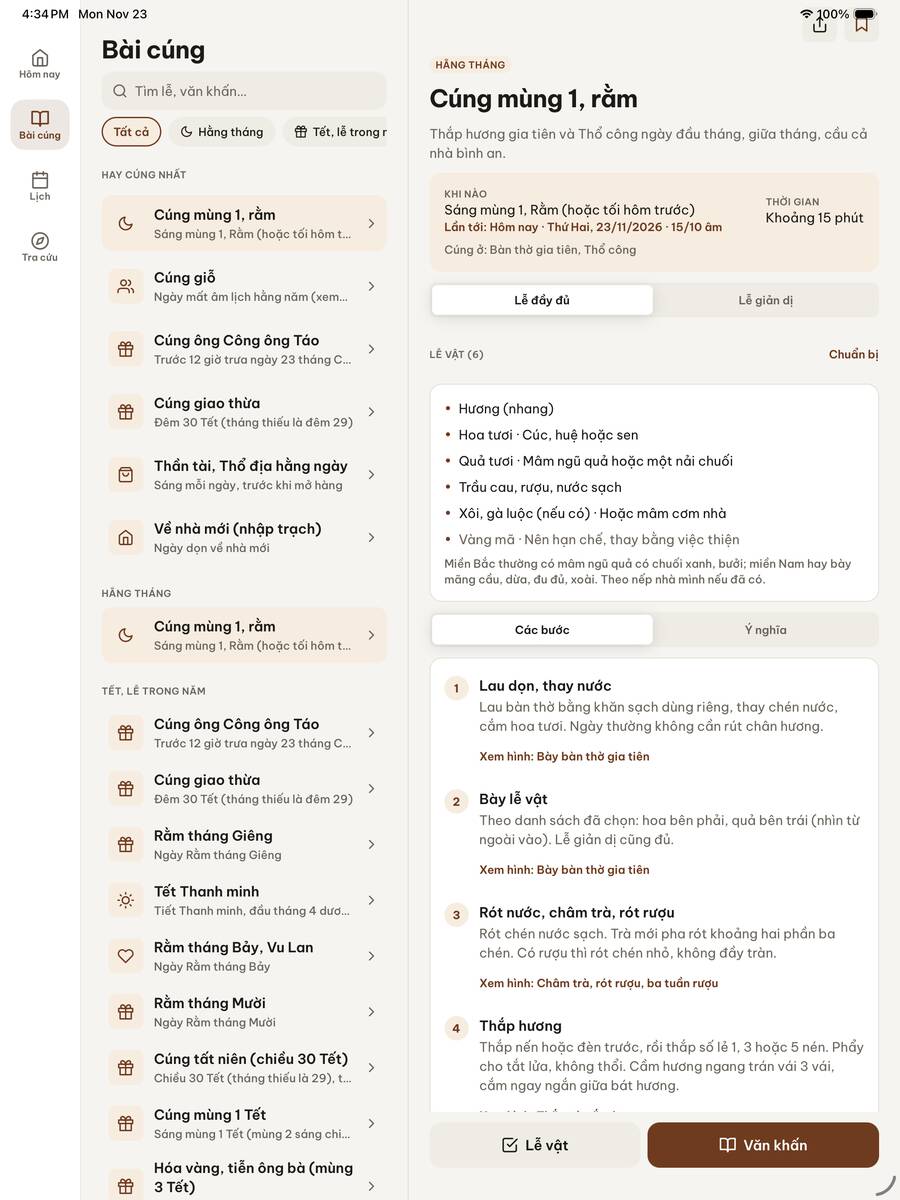 4:34 PM Mon Nov 23
100%
Hôm nay
Bài cúng
Lịch
Tra cứu
Bài cúng
Tìm lễ, văn khấn...
Tất cả
Hằng tháng
Tết, lễ trong n
HAY CÚNG NHẤT
Cúng mùng 1, rằm
Sáng mùng 1, Rằm (hoặc tối hôm t...
Cúng giỗ
Ngày mất âm lịch hằng năm (xem...
Cúng ông Công ông Táo
Trước 12 giờ trưa ngày 23 tháng C...
Cúng giao thừa
Đêm 30 Tết (tháng thiếu là đêm 29)
Thần tài, Thổ địa hằng ngày
Sáng mỗi ngày, trước khi mở hàng
Về nhà mới (nhập trạch)
Ngày dọn về nhà mới
HẰNG THÁNG
Cúng mùng 1, rằm
Sáng mùng 1, Rằm (hoặc tối hôm t...
TẾT, LỄ TRONG NĂM
Cúng ông Công ông Táo
Trước 12 giờ trưa ngày 23 tháng C...
Cúng giao thừa
Đêm 30 Tết (tháng thiếu là đêm 29)
Rằm tháng Giêng
Ngày Rằm tháng Giêng
Tết Thanh minh
Tiết Thanh minh, đầu tháng 4 dươ...
Rằm tháng Bảy, Vu Lan
Ngày Rằm tháng Bảy
Rằm tháng Mười
Ngày Rằm tháng Mười
Cúng tất niên (chiều 30 Tết)
Chiều 30 Tết (tháng thiếu là 29), t...
Cúng mùng 1 Tết
Sáng mùng 1 Tết (mùng 2 sáng chi...
Hóa vàng, tiễn ông bà (mùng
3 Tết)
HẰNG THÁNG
Cúng mùng 1, rằm
Thắp hương gia tiên và Thổ công ngày đầu tháng, giữa tháng, cầu cả
nhà bình an.
KHI NÀO
Sáng mùng 1, Rằm (hoặc tối hôm trước)
Lần tới: Hôm nay · Thứ Hai, 23/11/2026 · 15/10 âm
Cúng ở: Bàn thờ gia tiên, Thổ công
THỜI GIAN
Khoảng 15 phút
Lễ đầy đủ
Lễ giản dị
LỄ VẬT (6)
Chuẩn bị
• Hương (nhang)
• Hoa tươi · Cúc, huệ hoặc sen
• Quả tươi · Mâm ngũ quả hoặc một nải chuối
• Trầu cau, rượu, nước sạch
• Xôi, gà luộc (nếu có) · Hoặc mâm cơm nhà
• Vàng mã · Nên hạn chế, thay bằng việc thiện
Miền Bắc thường có mâm ngũ quả có chuối xanh, bưởi; miền Nam hay bày
mãng cầu, dừa, đu đủ, xoài. Theo nếp nhà mình nếu đã có.
Các bước
Ý nghĩa
1
Lau dọn, thay nước
Lau bàn thờ bằng khăn sạch dùng riêng, thay chén nước,
cắm hoa tươi. Ngày thường không cần rút chân hương.
Xem hình: Bày bàn thờ gia tiên
2
Bày lễ vật
Theo danh sách đã chọn: hoa bên phải, quả bên trái (nhìn từ
ngoài vào). Lễ giản dị cũng đủ.
Xem hình: Bày bàn thờ gia tiên
3
Rót nước, châm trà, rót rượu
Rót chén nước sạch. Trà mới pha rót khoảng hai phần ba
chén. Có rượu thì rót chén nhỏ, không đầy tràn.
Xem hình: Châm trà, rót rượu, ba tuần rượu
4
Thắp hương
Thắp nến hoặc đèn trước, rồi thắp số lẻ 1, 3 hoặc 5 nén. Phẩy
cho tắt lửa, không thổi. Cầm hương ngang trán vái 3 vái,
cắm ngay ngắn giữa bát hương.
Lễ vật
Văn khấn